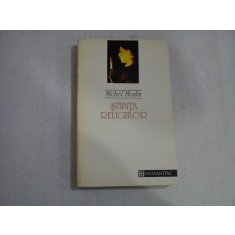 Michel Meslin
ŞTIINŢA
RELIGIILOR
HUMANITAS